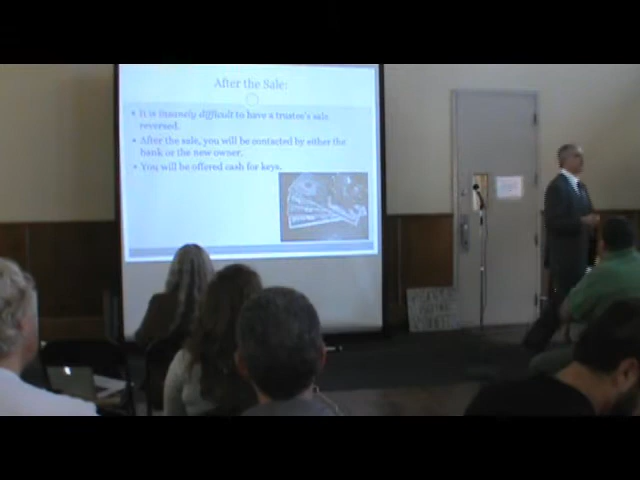 After the Sale:
• It is insanely difficult to have a trustee's sale
reversed.
• After the sale, you will be contacted by either the
bank or the new owner.
• You will be offered cash for keys.